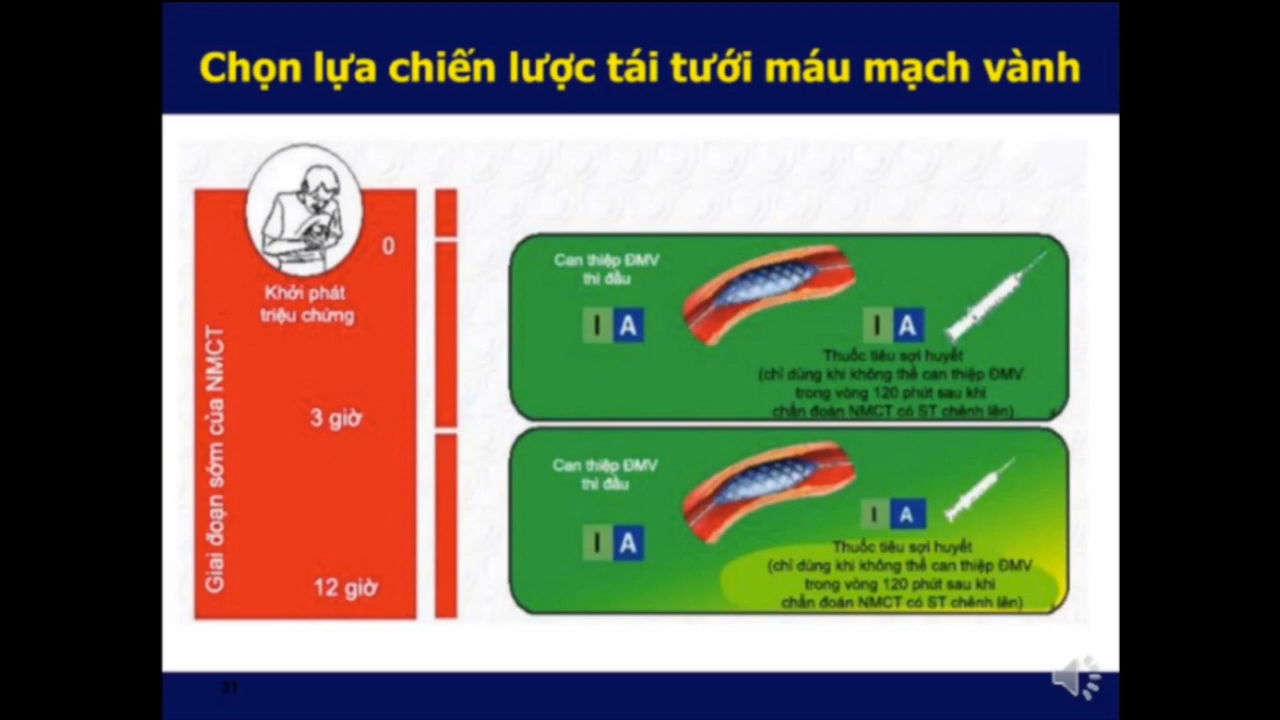 Chọn lựa chiến lược tái tưới máu mạch vành
0
Khởi phát
triệu chứng
Giai đoạn sớm của NMCT
3 giờ
12 giờ
Can thiệp ĐMV
thì đầu
I A
I A
Thuốc tiêu sợi huyết
(chỉ dùng khi không thể can thiệp ĐMV
trong vòng 120 phút sau khi
chẩn đoán NMCT có ST chênh lên)
Can thiệp ĐMV
thì đầu
I A
I A
Thuốc tiêu sợi huyết
(chỉ dùng khi không thể can thiệp ĐMV
trong vòng 120 phút sau khi
chẩn đoán NMCT có ST chênh lên)
31